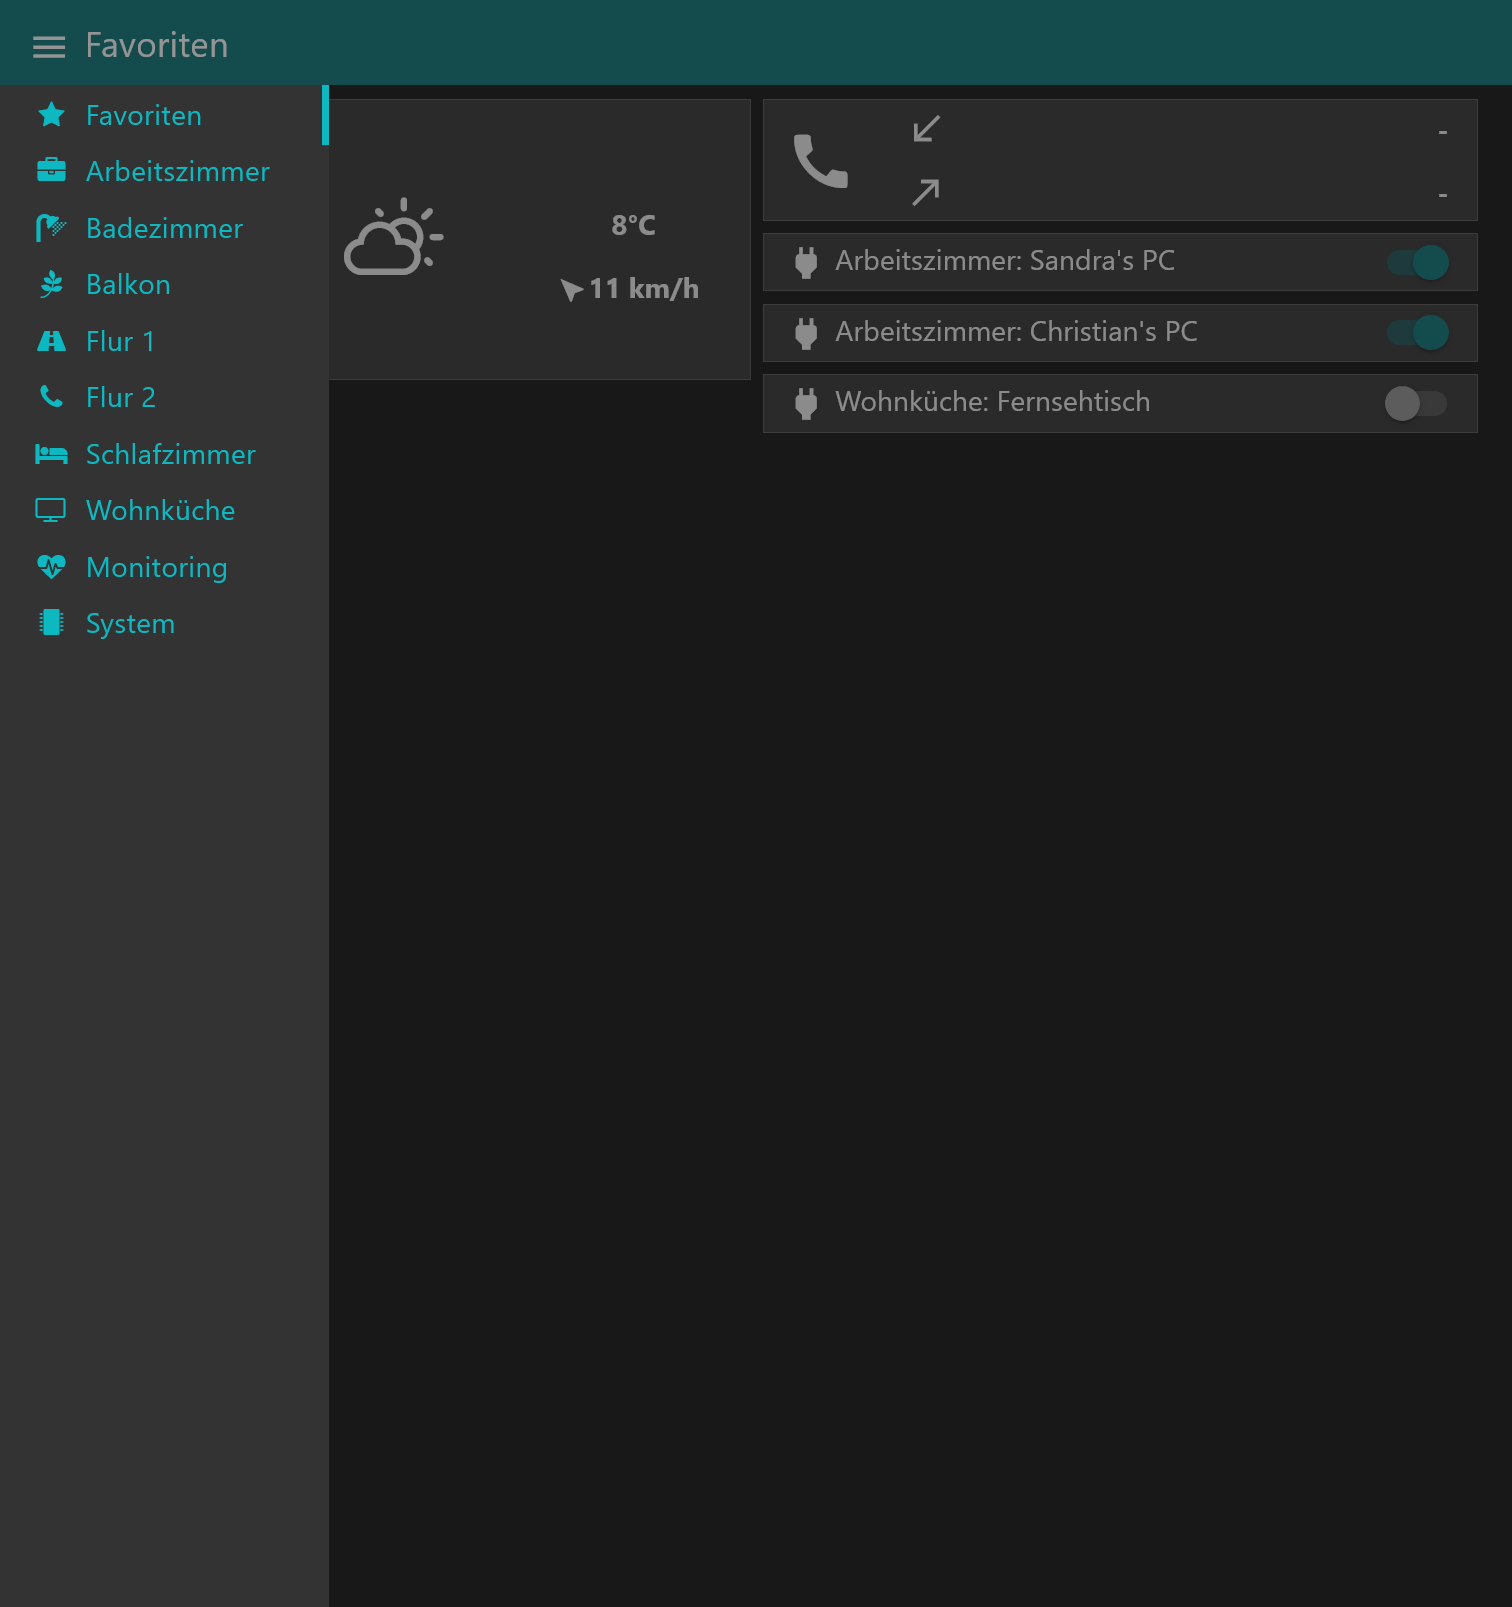 Favoriten
Favoriten
Arbeitszimmer
Badezimmer
Balkon
Flur 1
Flur 2
Schlafzimmer
Wohnküche
Monitoring
System
8°C
11 km/h
-
-
Arbeitszimmer: Sandra's PC
Arbeitszimmer: Christian's PC
Wohnküche: Fernsehtisch